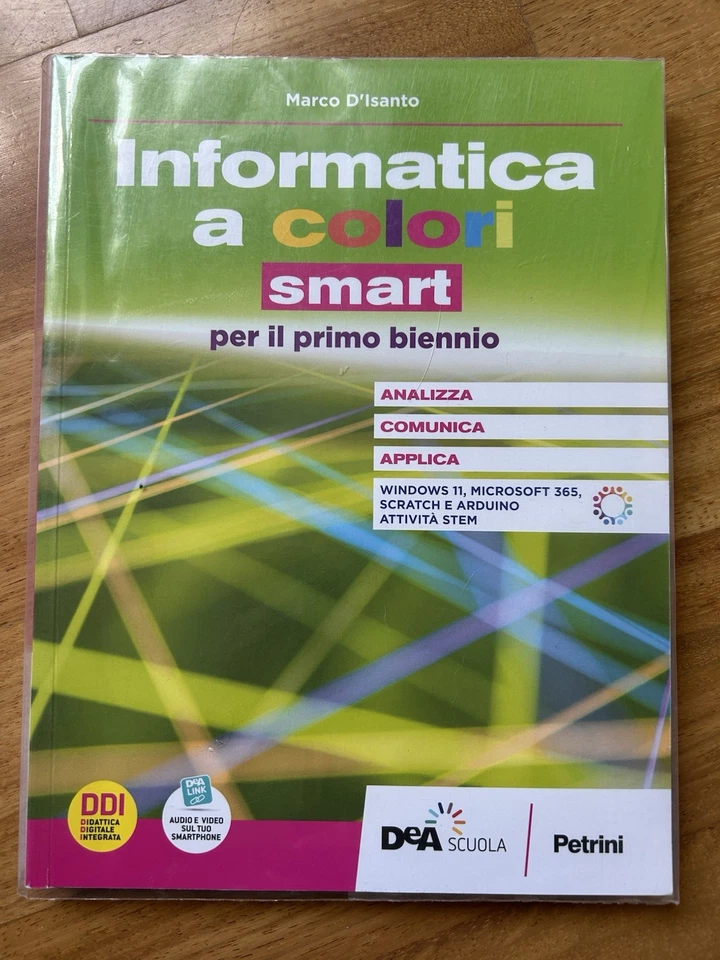 Marco D'Isanto
Informatica
a colori
smart
per il primo biennio
ANALIZZA
COMUNICA
APPLICA
WINDOWS 11, MICROSOFT 365,
SCRATCH E ARDUINO
ATTIVITÀ STEM
DDI
DIDATTICA
DIGITALE
INTEGRATA
DeA
LINK
AUDIO E VIDEO
SUL TUO
SMARTPHONE
DeA SCUOLA
Petrini